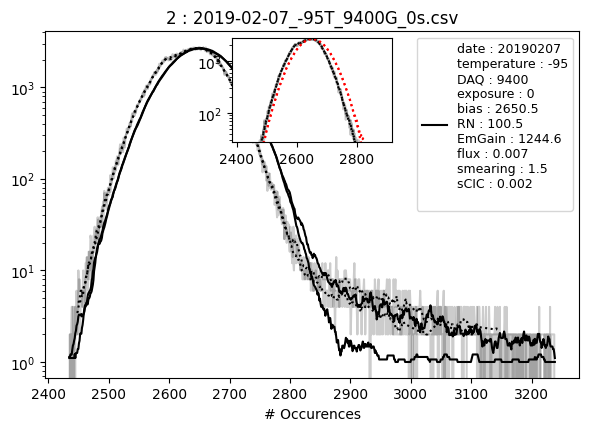 2 : 2019-02-07_-95T_9400G_0s.csv
10³
10²
10¹
10⁰
10³
10²
2400 2600 2800
date : 20190207
temperature : -95
DAQ : 9400
exposure : 0
bias : 2650.5
RN : 100.5
EmGain : 1244.6
flux : 0.007
smearing : 1.5
sCIC : 0.002
2400 2500 2600 2700 2800 2900 3000 3100 3200
# Occurences